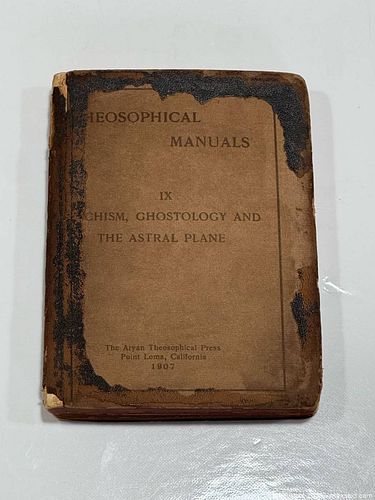 HEOSOPHICAL
MANUALS
IX
CHISM, GHOSTOLOGY AND
THE ASTRAL PLANE
The Aryan Theosophical Press
Point Loma, California
1907